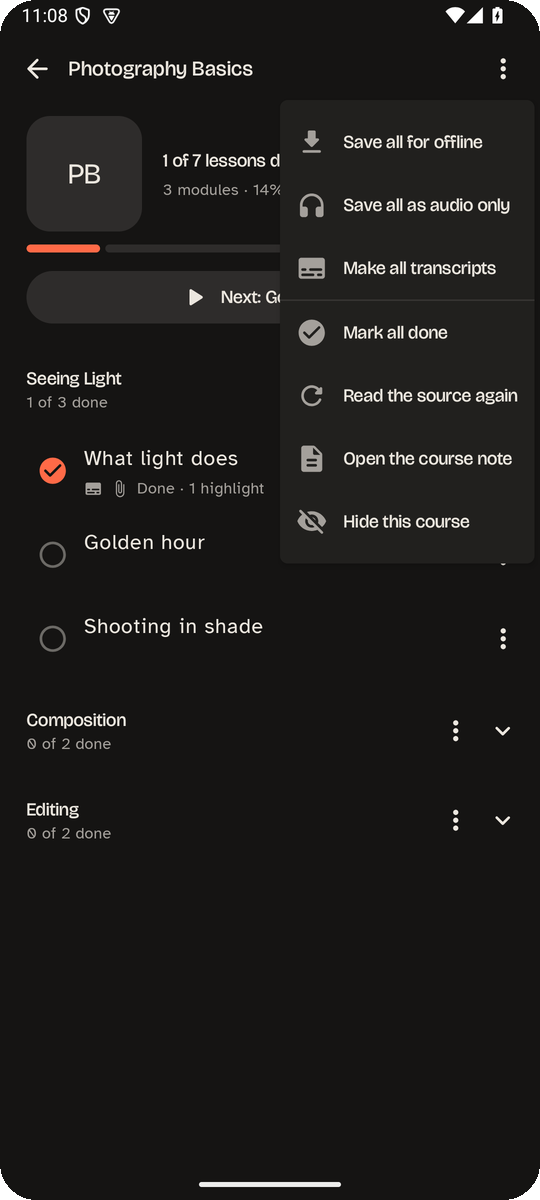 11:08
Photography Basics
PB
1 of 7 lessons d
3 modules · 14%
Next: G
Save all for offline
Save all as audio only
Make all transcripts
Mark all done
Read the source again
Open the course note
Hide this course
Seeing Light
1 of 3 done
What light does
Done · 1 highlight
Golden hour
Shooting in shade
Composition
0 of 2 done
Editing
0 of 2 done